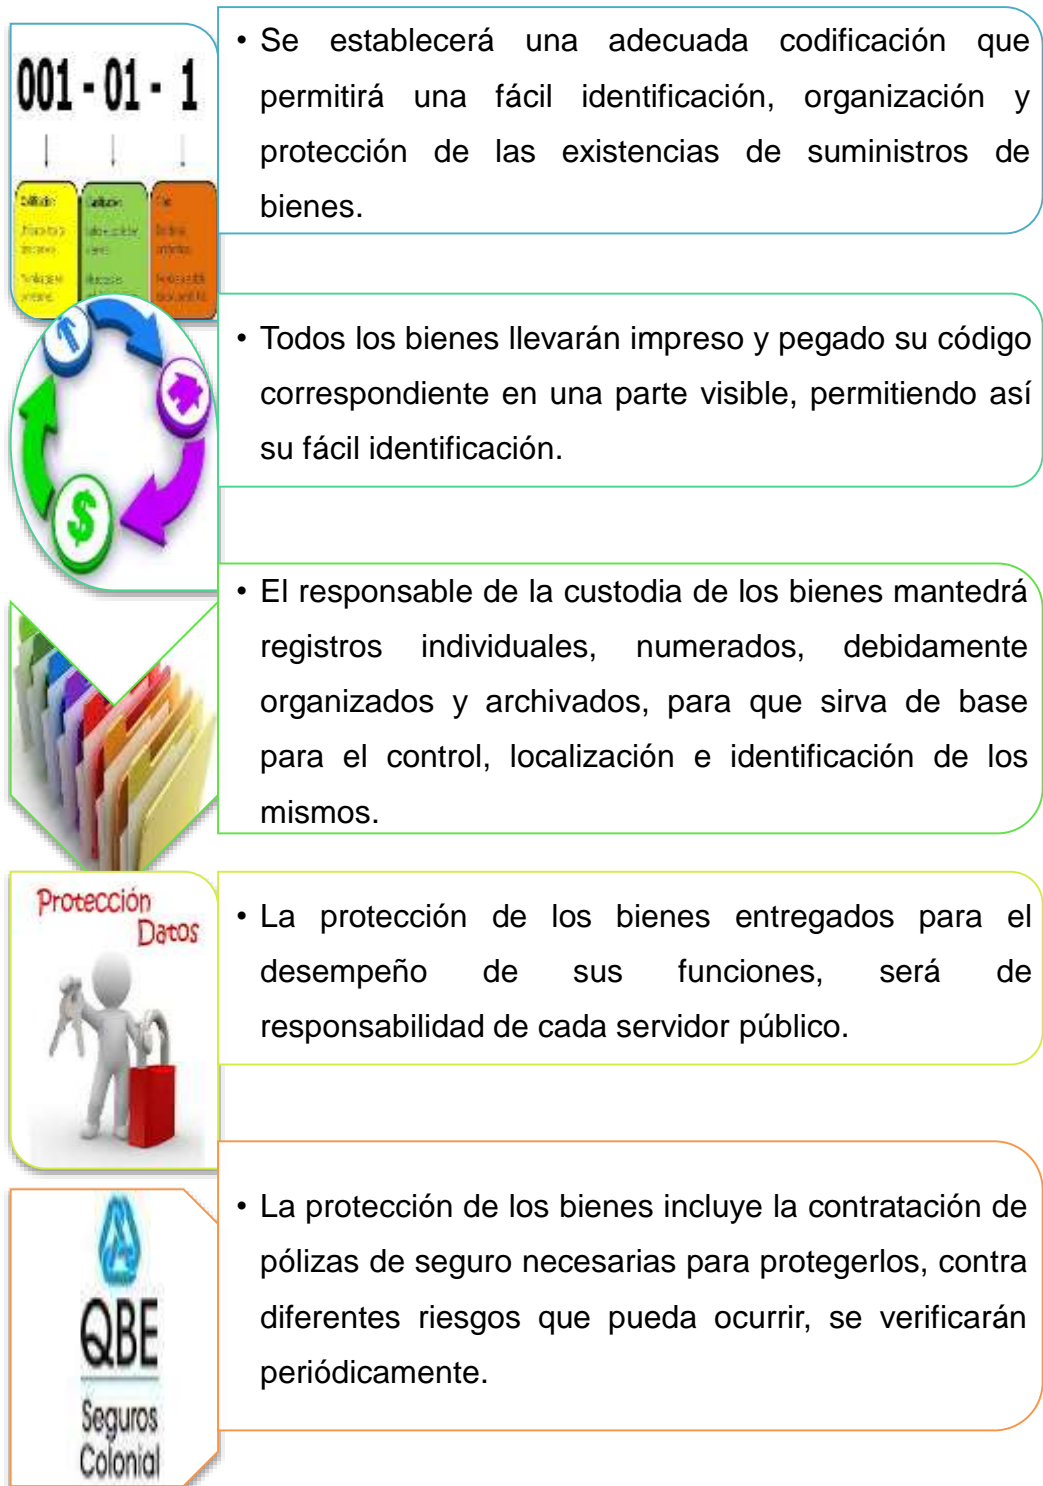 001 - 01 - 1
• Se establecerá una adecuada codificación que
permitirá una fácil identificación, organización y
protección de las existencias de suministros de
bienes.
• Todos los bienes llevarán impreso y pegado su código
correspondiente en una parte visible, permitiendo así
su fácil identificación.
$
• El responsable de la custodia de los bienes mantedrá
registros individuales, numerados, debidamente
organizados y archivados, para que sirva de base
para el control, localización e identificación de los
mismos.
Protección
Datos
• La protección de los bienes entregados para el
desempeño de sus funciones, será de
responsabilidad de cada servidor público.
• La protección de los bienes incluye la contratación de
pólizas de seguro necesarias para protegerlos, contra
diferentes riesgos que pueda ocurrir, se verificarán
periódicamente.
QBE
Seguros
Colonial